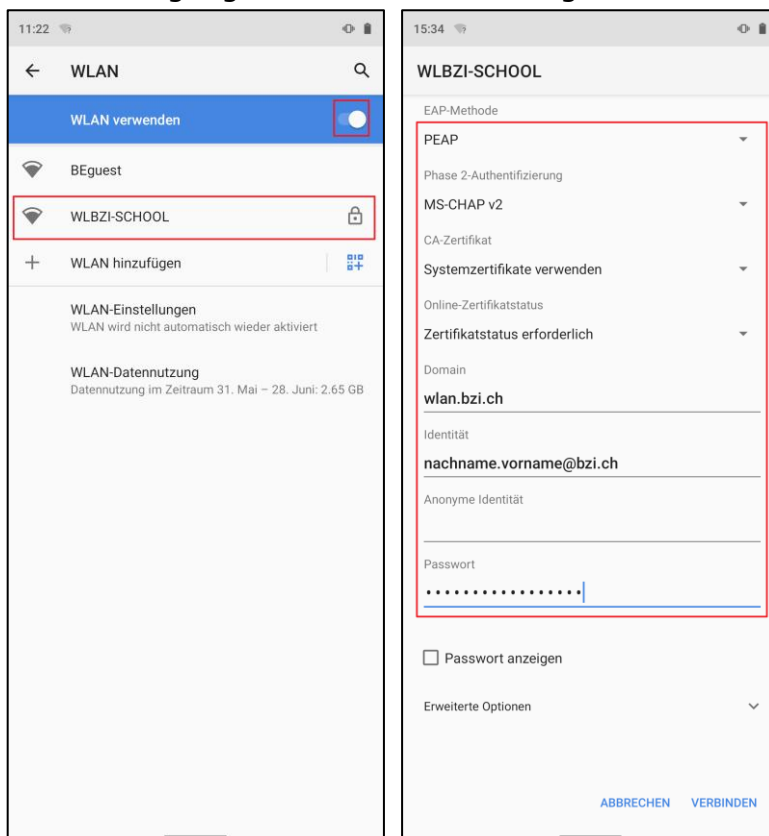 11:22
WLAN
WLAN verwenden
BEguest
WLBZI-SCHOOL
WLAN hinzufügen
WLAN-Einstellungen
WLAN wird nicht automatisch wieder aktiviert
WLAN-Datennutzung
Datennutzung im Zeitraum 31. Mai – 28. Juni: 2.65 GB
15:34
WLBZI-SCHOOL
EAP-Methode
PEAP
Phase 2-Authentifizierung
MS-CHAP v2
CA-Zertifikat
Systemzertifikate verwenden
Online-Zertifikatstatus
Zertifikatstatus erforderlich
Domain
wlan.bzi.ch
Identität
nachname.vorname@bzi.ch
Anonyme Identität
Passwort
•••••••••••••••••
Passwort anzeigen
Erweiterte Optionen
ABBRECHEN VERBINDEN